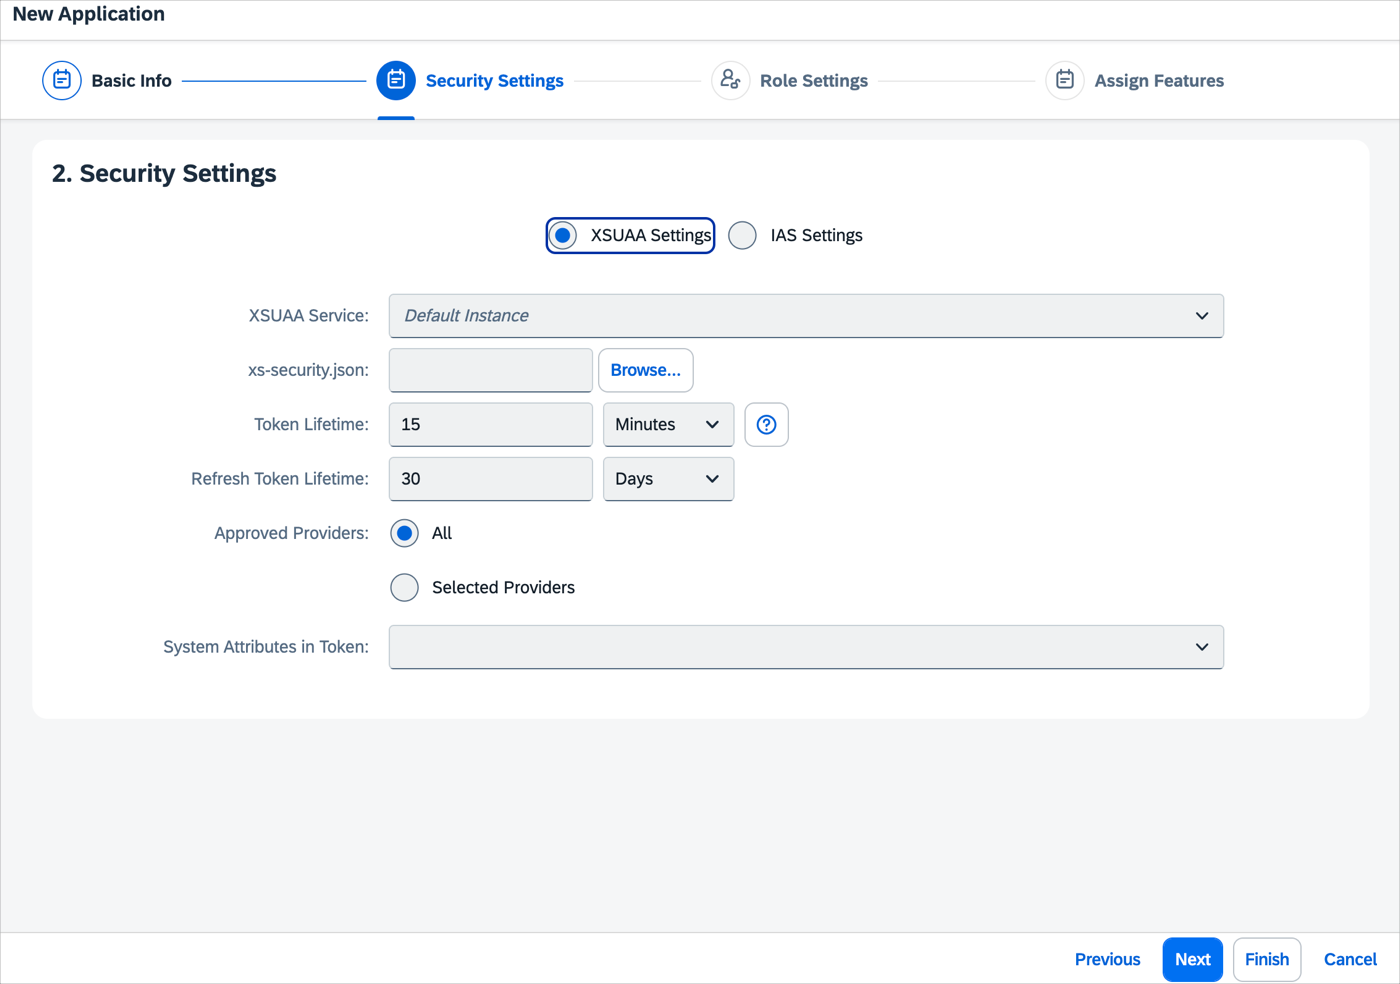 New Application
Basic Info
Security Settings
Role Settings
Assign Features
2. Security Settings
XSUAA Settings
IAS Settings
XSUAA Service:
Default Instance
xs-security.json:
Browse...
Token Lifetime:
15
Minutes
Refresh Token Lifetime:
30
Days
Approved Providers:
All
Selected Providers
System Attributes in Token:
Previous
Next
Finish
Cancel